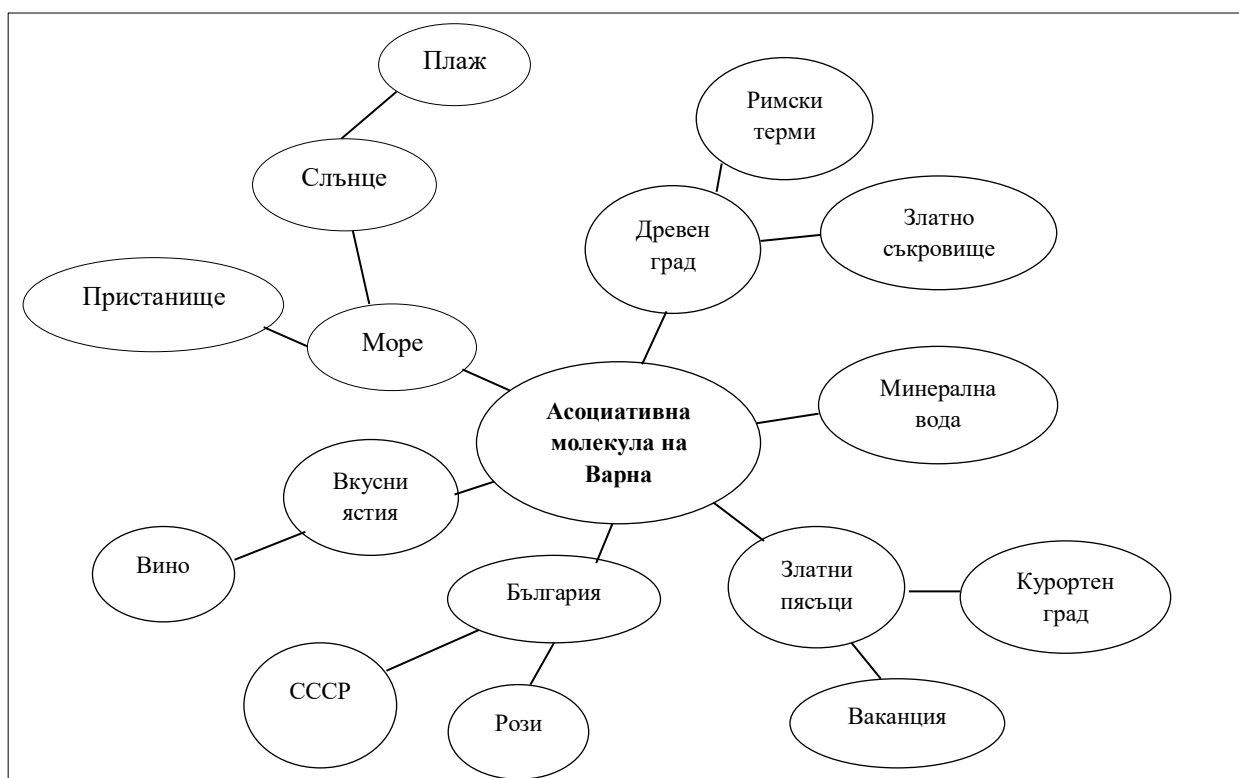 Плаж
Римски
терми
Слънце
Древен
град
Златно
съкровище
Пристанище
Море
Минерална
вода
Асоциативна
молекула на
Варна
Вкусни
ястия
Вино
България
Златни
пясъци
Курортен
град
СССР
Рози
Ваканция